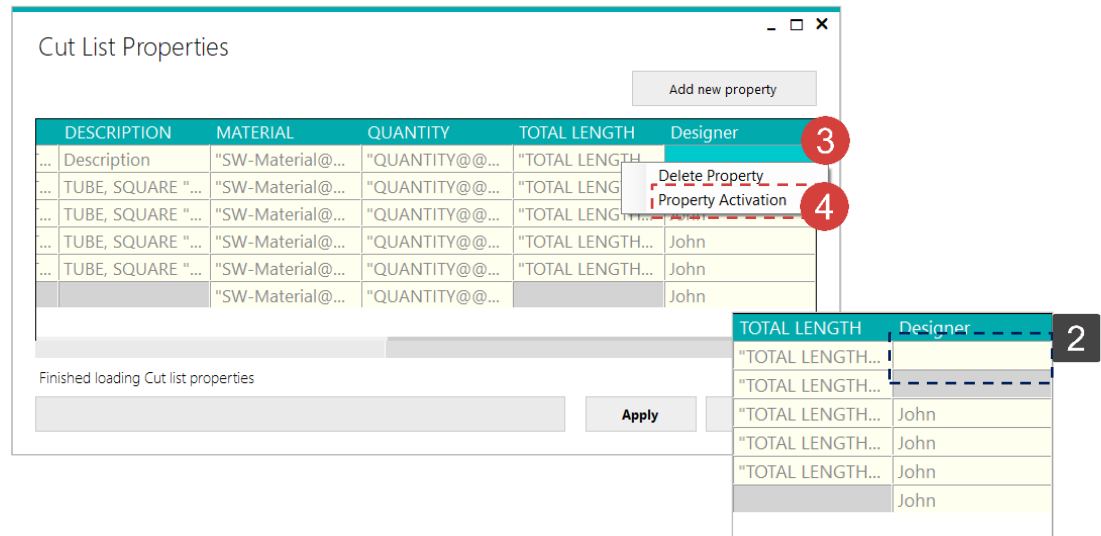 Cut List Properties
Add new property
DESCRIPTION MATERIAL QUANTITY TOTAL LENGTH Designer
3
... Description "SW-Material@... "QUANTITY@@... "TOTAL LENGTH
Delete Property
... TUBE, SQUARE "... "SW-Material@... "QUANTITY@@... "TOTAL LENG
Property Activation
4
... TUBE, SQUARE "... "SW-Material@... "QUANTITY@@... "TOTAL LENGTH... John
... TUBE, SQUARE "... "SW-Material@... "QUANTITY@@... "TOTAL LENGTH... John
... TUBE, SQUARE "... "SW-Material@... "QUANTITY@@... "TOTAL LENGTH... John
"SW-Material@... "QUANTITY@@... John
Finished loading Cut list properties
Apply
TOTAL LENGTH Designer
2
"TOTAL LENGTH...
"TOTAL LENGTH...
"TOTAL LENGTH... John
"TOTAL LENGTH... John
"TOTAL LENGTH... John
John